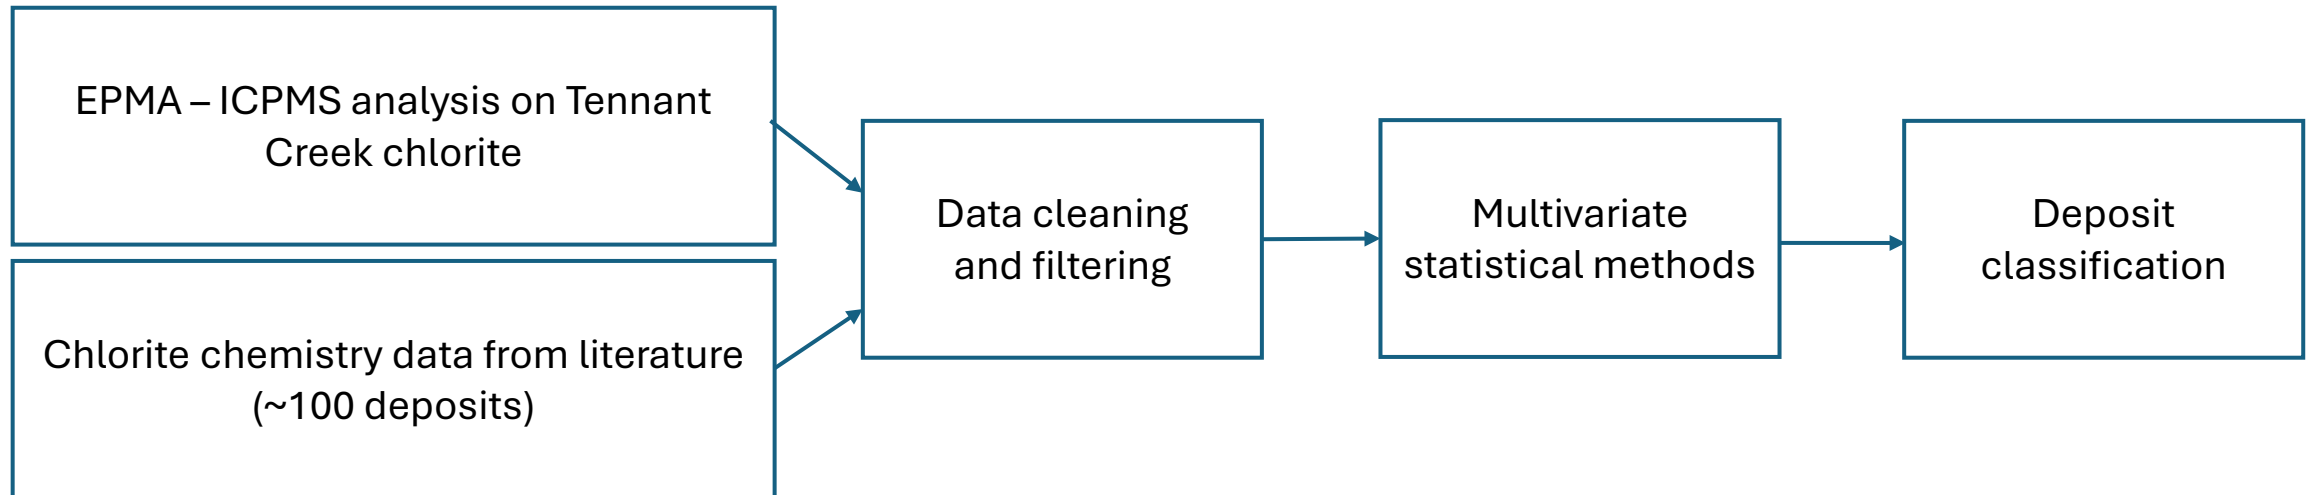 EPMA – ICPMS analysis on Tennant
Creek chlorite
Chlorite chemistry data from literature
(~100 deposits)
Data cleaning
and filtering
Multivariate
statistical methods
Deposit
classification